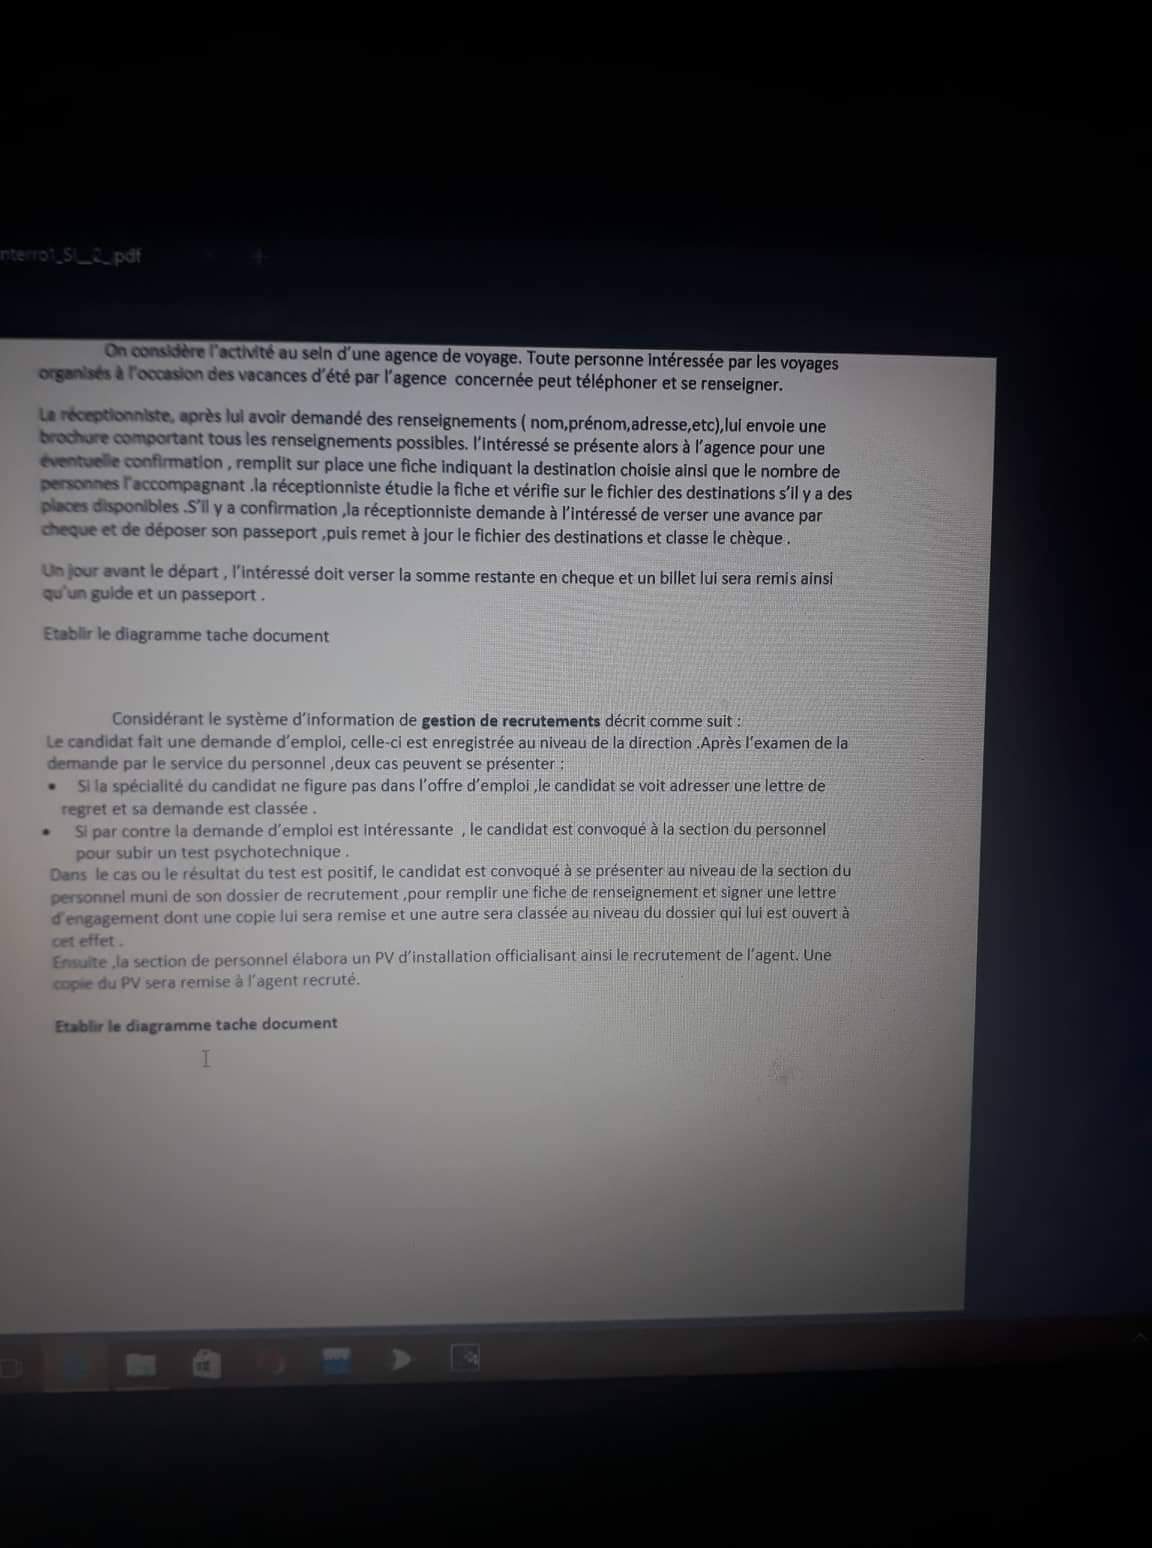 nterro1_SI__2_.pdf
On considère l'activité au sein d'une agence de voyage. Toute personne intéressée par les voyages
organisés à l'occasion des vacances d'été par l'agence concernée peut téléphoner et se renseigner.
La réceptionniste, après lui avoir demandé des renseignements ( nom,prénom,adresse,etc),lui envoie une
brochure comportant tous les renseignements possibles. l'intéressé se présente alors à l'agence pour une
éventuelle confirmation , remplit sur place une fiche indiquant la destination choisie ainsi que le nombre de
personnes l'accompagnant .la réceptionniste étudie la fiche et vérifie sur le fichier des destinations s'il y a des
places disponibles .S'il y a confirmation ,la réceptionniste demande à l'intéressé de verser une avance par
cheque et de déposer son passeport ,puis remet à jour le fichier des destinations et classe le chèque .
Un jour avant le départ , l'intéressé doit verser la somme restante en cheque et un billet lui sera remis ainsi
qu'un guide et un passeport .
Etablir le diagramme tache document
Considérant le système d'information de gestion de recrutements décrit comme suit :
Le candidat fait une demande d'emploi, celle-ci est enregistrée au niveau de la direction .Après l'examen de la
demande par le service du personnel ,deux cas peuvent se présenter :
• Si la spécialité du candidat ne figure pas dans l'offre d'emploi ,le candidat se voit adresser une lettre de
regret et sa demande est classée .
• Si par contre la demande d'emploi est intéressante , le candidat est convoqué à la section du personnel
pour subir un test psychotechnique .
Dans le cas ou le résultat du test est positif, le candidat est convoqué à se présenter au niveau de la section du
personnel muni de son dossier de recrutement ,pour remplir une fiche de renseignement et signer une lettre
d'engagement dont une copie lui sera remise et une autre sera classée au niveau du dossier qui lui est ouvert à
cet effet .
Ensuite ,la section de personnel élabora un PV d'installation officialisant ainsi le recrutement de l'agent. Une
copie du PV sera remise à l'agent recruté.
Etablir le diagramme tache document